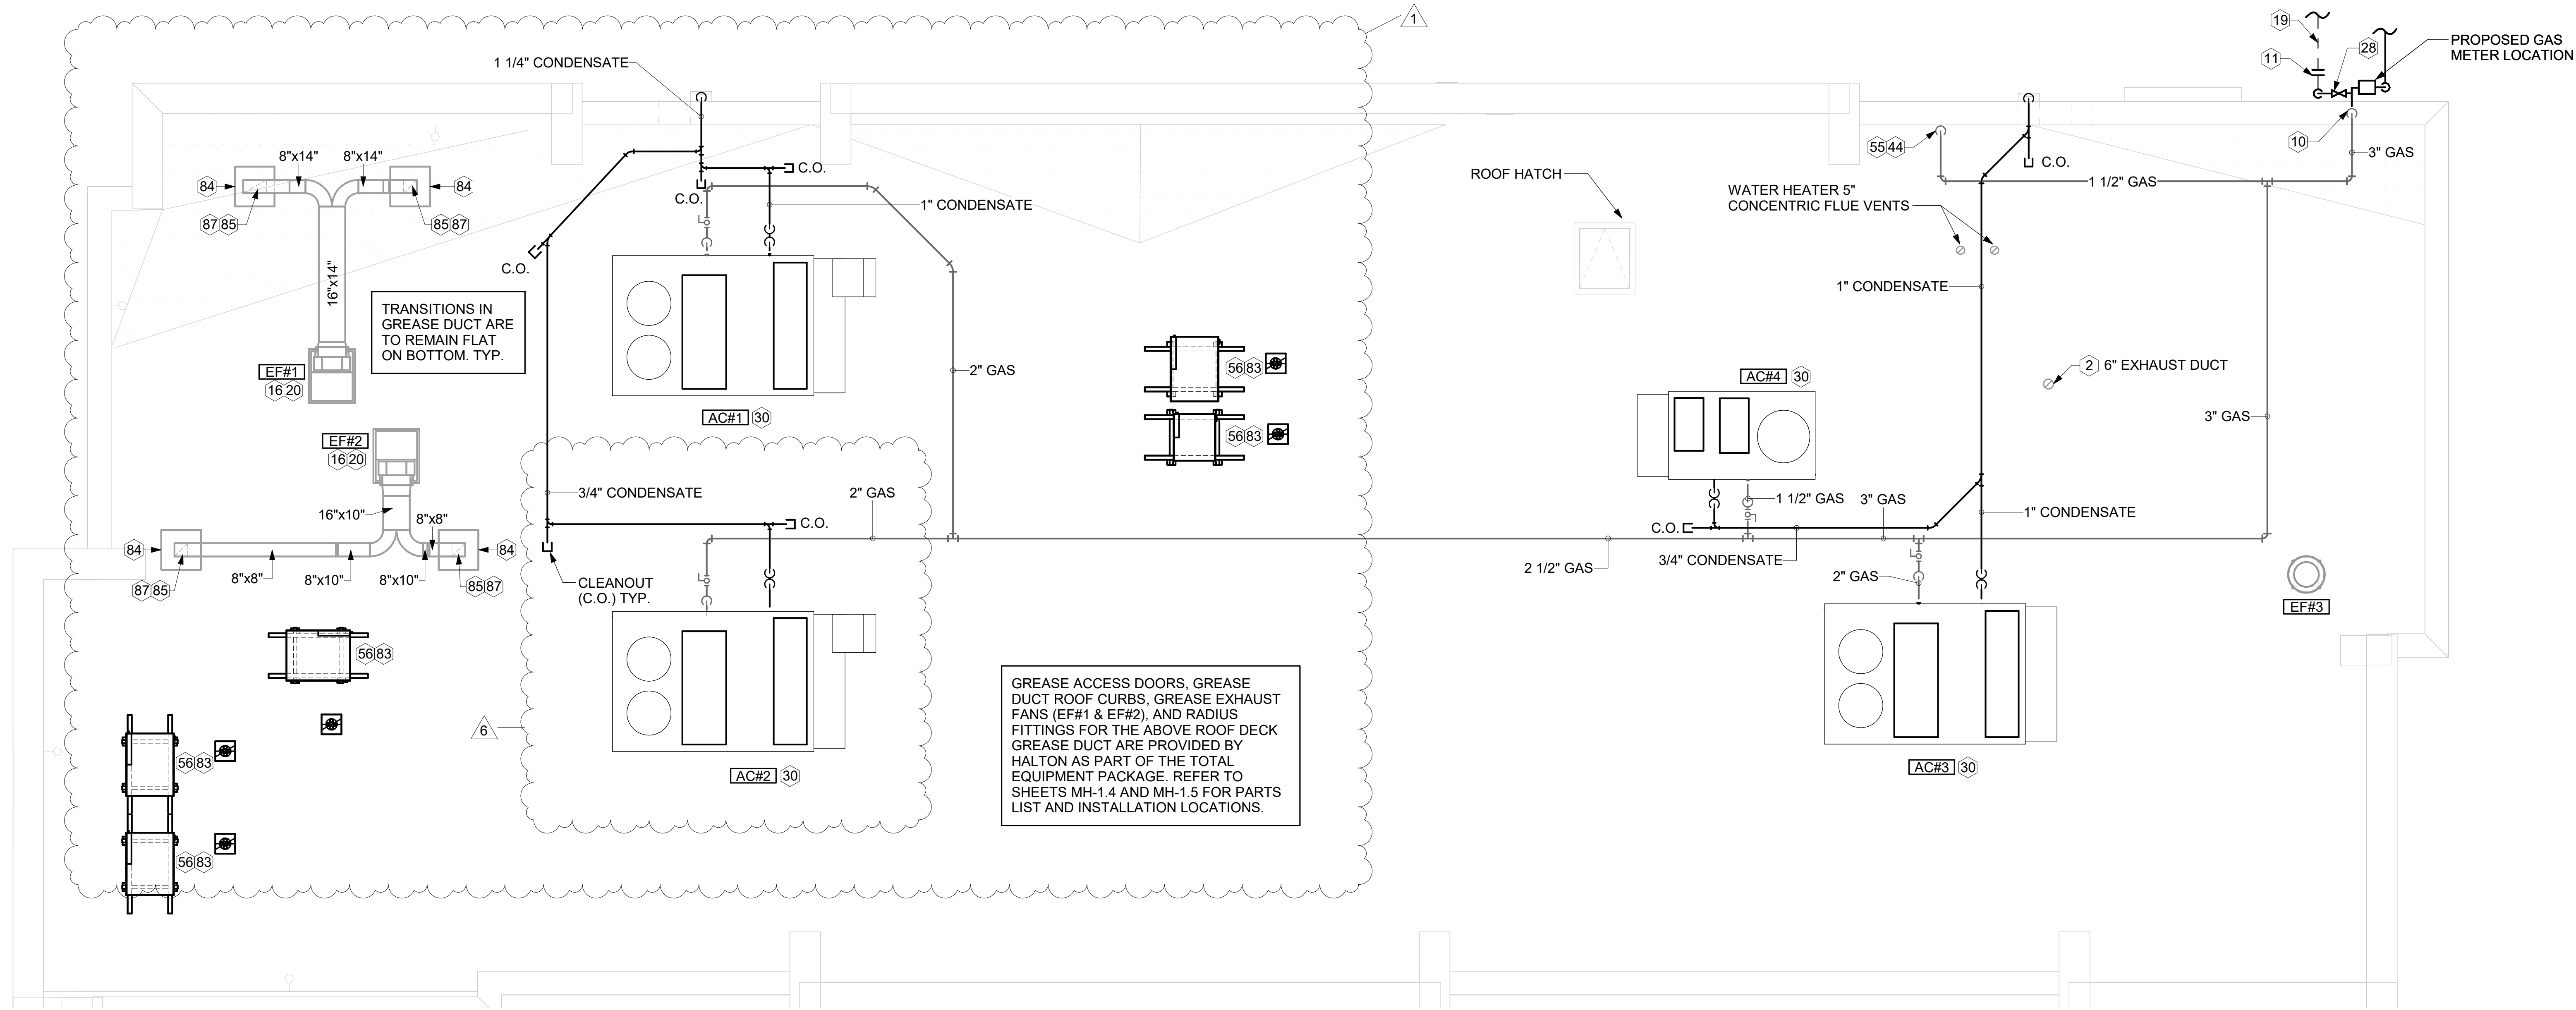 1
19
28
PROPOSED GAS
METER LOCATION
11
1 1/4" CONDENSATE
10
3" GAS
55 44
C.O.
1 1/2" GAS
8"x14"
8"x14"
84
84
87 85
85 87
16"x14"
C.O.
C.O.
1" CONDENSATE
C.O.
ROOF HATCH
WATER HEATER 5"
CONCENTRIC FLUE VENTS
1" CONDENSATE
TRANSITIONS IN
GREASE DUCT ARE
TO REMAIN FLAT
ON BOTTOM. TYP.
EF#1
16 20
2" GAS
56 83
56 83
AC#1 30
AC#4 30
2 6" EXHAUST DUCT
3" GAS
EF#2
16 20
16"x10"
8"x8"
84
84
87 85
8"x8"
8"x10"
8"x10"
85 87
3/4" CONDENSATE
2" GAS
C.O.
CLEANOUT
(C.O.) TYP.
1 1/2" GAS
3" GAS
C.O.
1" CONDENSATE
2 1/2" GAS
3/4" CONDENSATE
2" GAS
EF#3
56 83
56 83
56 83
6
AC#2 30
GREASE ACCESS DOORS, GREASE
DUCT ROOF CURBS, GREASE EXHAUST
FANS (EF#1 & EF#2), AND RADIUS
FITTINGS FOR THE ABOVE ROOF DECK
GREASE DUCT ARE PROVIDED BY
HALTON AS PART OF THE TOTAL
EQUIPMENT PACKAGE. REFER TO
SHEETS MH-1.4 AND MH-1.5 FOR PARTS
LIST AND INSTALLATION LOCATIONS.
AC#3 30